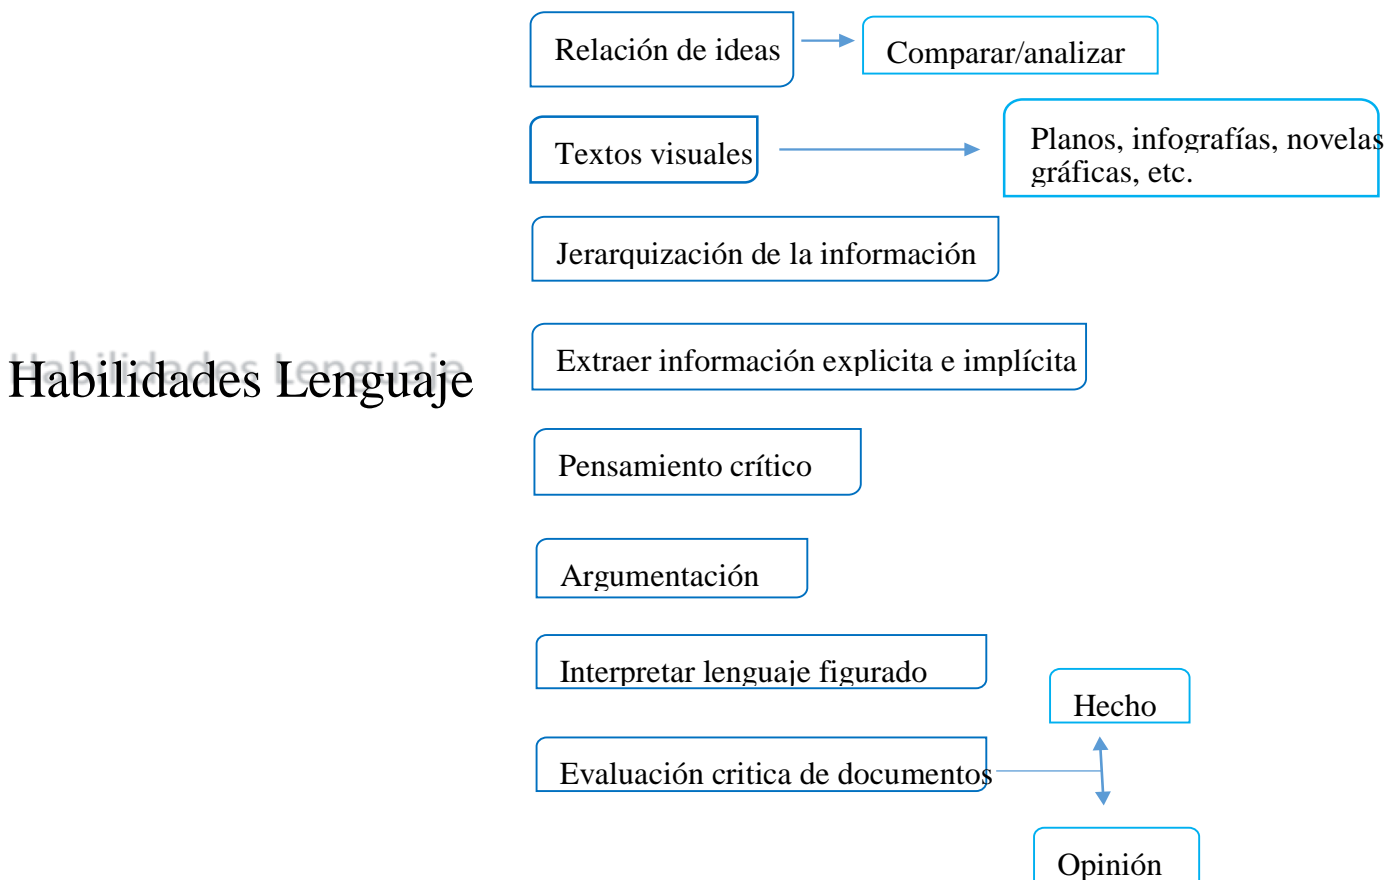 Relación de ideas
Comparar/analizar
Textos visuales
Planos, infografías, novelas
gráficas, etc.
Jerarquización de la información
Extraer información explicita e implícita
Habilidades Lenguaje
Pensamiento crítico
Argumentación
Interpretar lenguaje figurado
Hecho
Evaluación critica de documentos
Opinión